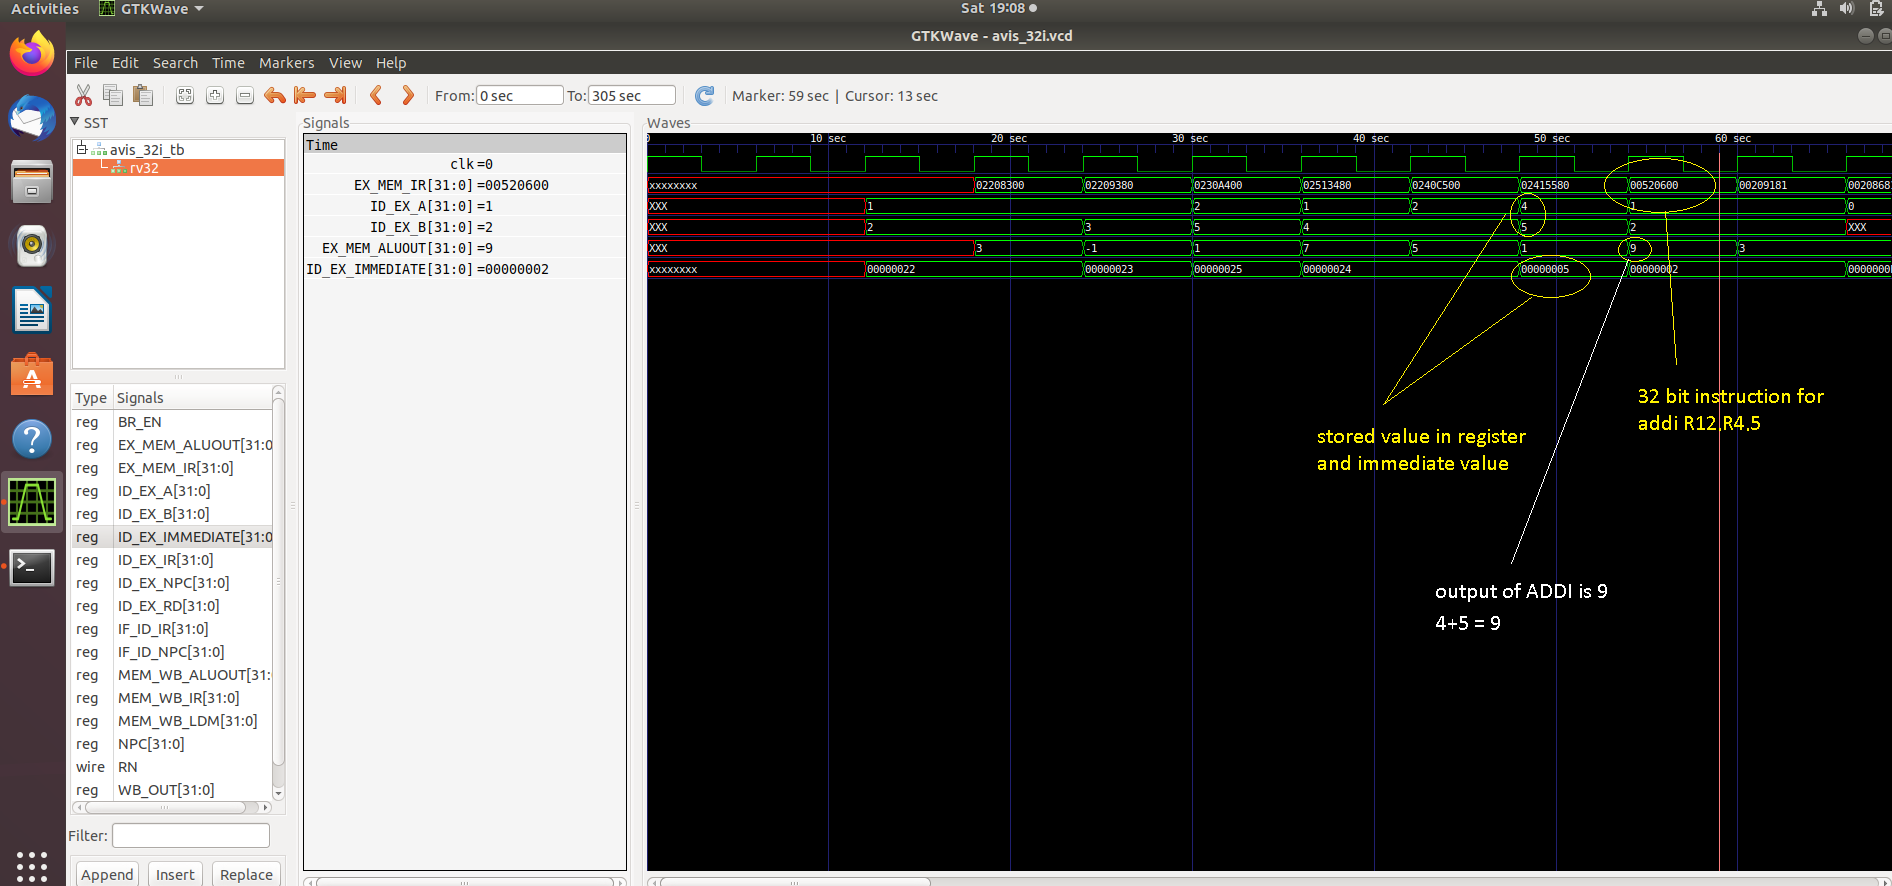 Activities
GTKWave
Sat 19:08
GTKWave - avis_32i.vcd
File Edit Search Time Markers View Help
From: 0 sec To: 305 sec Marker: 59 sec | Cursor: 13 sec
SST
avis_32i_tb
rv32
Type Signals
reg BR_EN
reg EX_MEM_ALUOUT[31:0
reg EX_MEM_IR[31:0]
reg ID_EX_A[31:0]
reg ID_EX_B[31:0]
reg ID_EX_IMMEDIATE[31:0
reg ID_EX_IR[31:0]
reg ID_EX_NPC[31:0]
reg ID_EX_RD[31:0]
reg IF_ID_IR[31:0]
reg IF_ID_NPC[31:0]
reg MEM_WB_ALUOUT[31:
reg MEM_WB_IR[31:0]
reg MEM_WB_LDM[31:0]
reg NPC[31:0]
wire RN
reg WB_OUT[31:0]
Filter:
Append Insert Replace
Signals
Time
clk =0
EX_MEM_IR[31:0] =00520600
ID_EX_A[31:0] =1
ID_EX_B[31:0] =2
EX_MEM_ALUOUT[31:0] =9
ID_EX_IMMEDIATE[31:0] =00000002
Waves
0 10 sec 20 sec 30 sec 40 sec 50 sec 60 sec
xxxxxxxx 02208300 02209380 0230A400 02513480 0240C500 02415580 00520600 00209181 00208681
XXX 1 2 1 2 4 1 0
XXX 2 3 5 4 5 2 XXX
XXX 3 -1 1 7 5 1 9 3
xxxxxxxx 00000022 00000023 00000025 00000024 00000005 00000002
32 bit instruction for
addi R12,R4,5
stored value in register
and immediate value
output of ADDI is 9
4+5 = 9